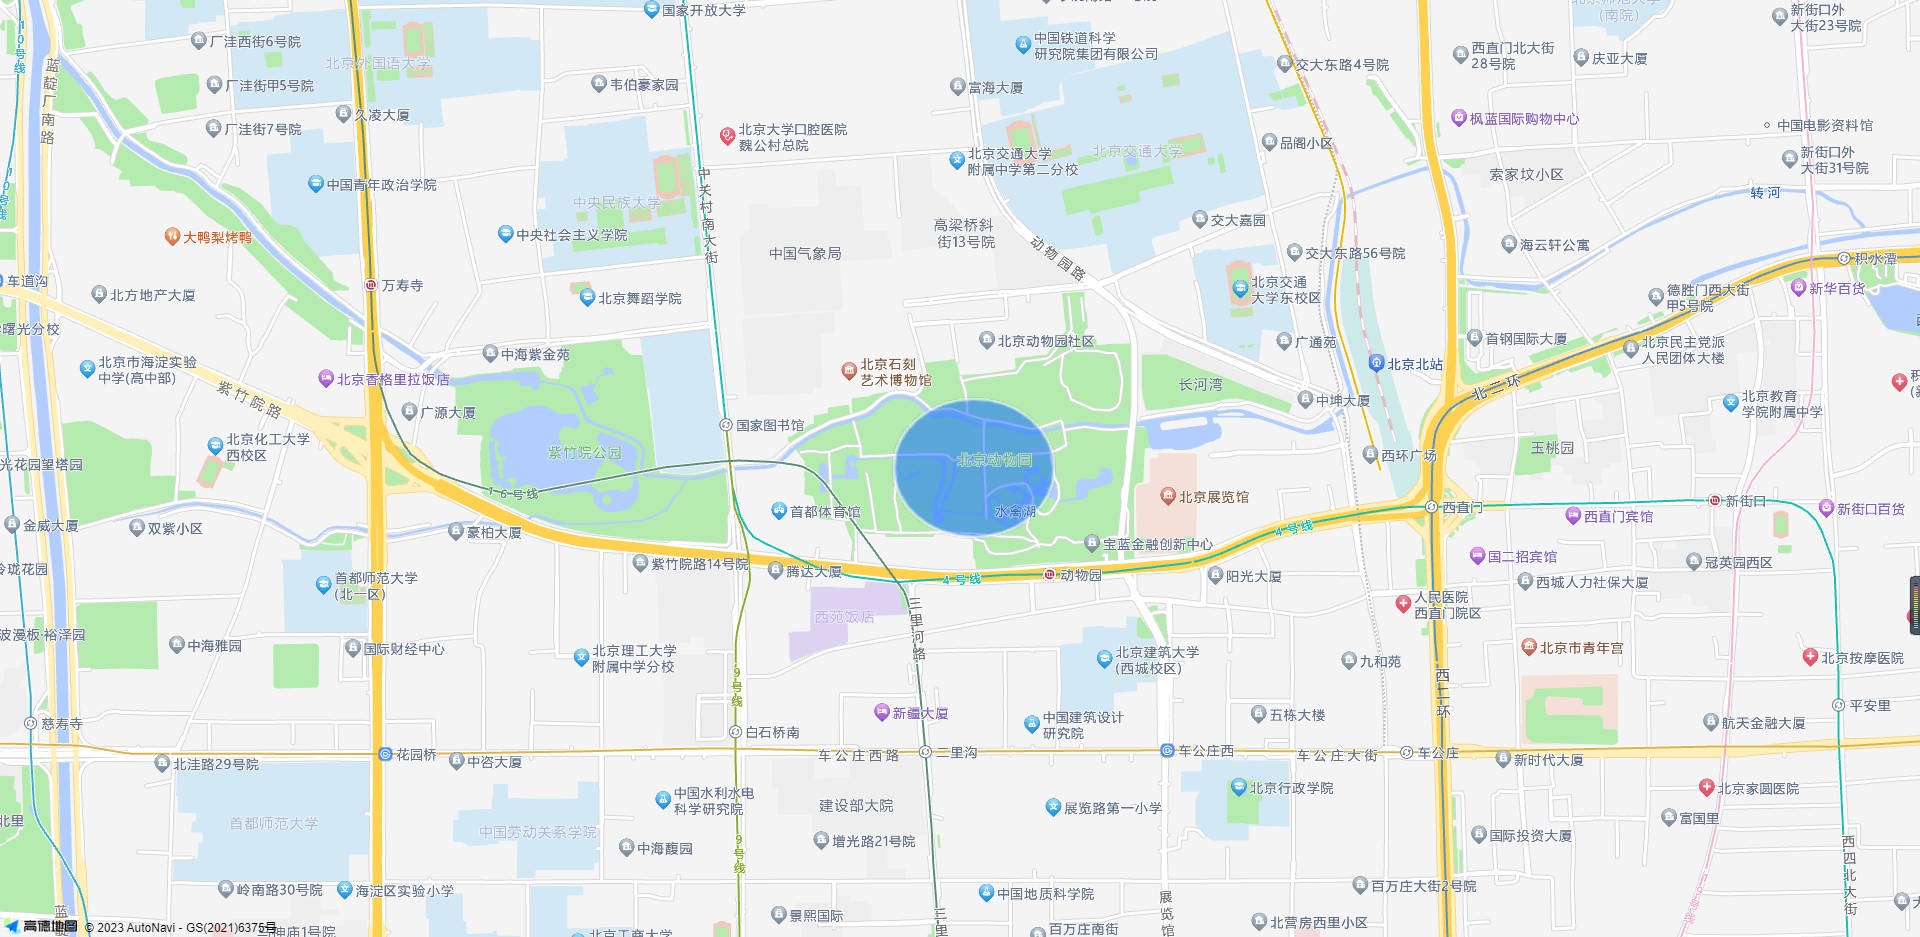 国家开放大学
中国铁道科学
研究院集团有限公司
新街口外
大街23号院
(南院)
厂洼西街6号院
北京外国语大学
西直门北大街
28号院
庆亚大厦
10号线
蓝靛厂南路
厂洼街甲5号院
韦伯豪家园
富海大厦
交大东路4号院
久凌大厦
厂洼街7号院
北京大学口腔医院
魏公村总院
枫蓝国际购物中心
中国电影资料馆
北京交通大学
附属中学第二分校
北京交通大学
品阁小区
新街口外
大街31号院
中国青年政治学院
中央民族大学
中关村南大街
索家坟小区
转河
10号线
大鸭梨烤鸭
中央社会主义学院
中国气象局
高梁桥斜
街13号院
动物园路
交大嘉园
交大东路56号院
海云轩公寓
积水潭
车道沟
北方地产大厦
万寿寺
北京舞蹈学院
北京交通
大学东校区
德胜门西大街
甲5号院
新华百货
曙光分校
北京市海淀实验
中学(高中部)
中海紫金苑
北京动物园社区
广通苑
首钢国际大厦
北京民主党派
人民团体大楼
北京香格里拉饭店
北京石刻
艺术博物馆
长河湾
北京北站
北二环
紫竹院路
广源大厦
中坤大厦
北京教育
学院附属中学
北京化工大学
西校区
国家图书馆
紫竹院公园
北京动物园
西环广场
玉桃园
光花园望塔园
16号线
北京展览馆
金威大厦
双紫小区
豪柏大厦
首都体育馆
水禽湖
4号线
西直门
西直门宾馆
新街口
新街口百货
宝蓝金融创新中心
国二招宾馆
冠英园西区
玲珑花园
首都师范大学
(北一区)
紫竹院路14号院
腾达大厦
4号线
动物园
阳光大厦
西城人力社保大厦
人民医院
西直门院区
西苑饭店
三里河路
波漫板·裕泽园
中海雅园
国际财经中心
北京理工大学
附属中学分校
9号线
北京建筑大学
(西城校区)
九和苑
西二环
北京市青年宫
北京按摩医院
慈寿寺
新疆大厦
中国建筑设计
研究院
五栋大楼
平安里
航天金融大厦
白石桥南
花园桥
中咨大厦
车公庄西路
二里沟
车公庄西
车公庄大街
车公庄
新时代大厦
北洼路29号院
中国水利水电
科学研究院
建设部大院
展览路第一小学
北京行政学院
北京家圆医院
富国里
首都师范大学
中国劳动关系学院
9号线
中海馥园
增光路21号院
国际投资大厦
西四北大街
北里
岭南路30号院
海淀区实验小学
中国地质科学院
百万庄大街2号院
蓝靛
景熙国际
三里
百万庄南街
展览馆
北营房西里小区
高德地图 © 2023 AutoNavi - GS(2021)6375号
北京工商大学